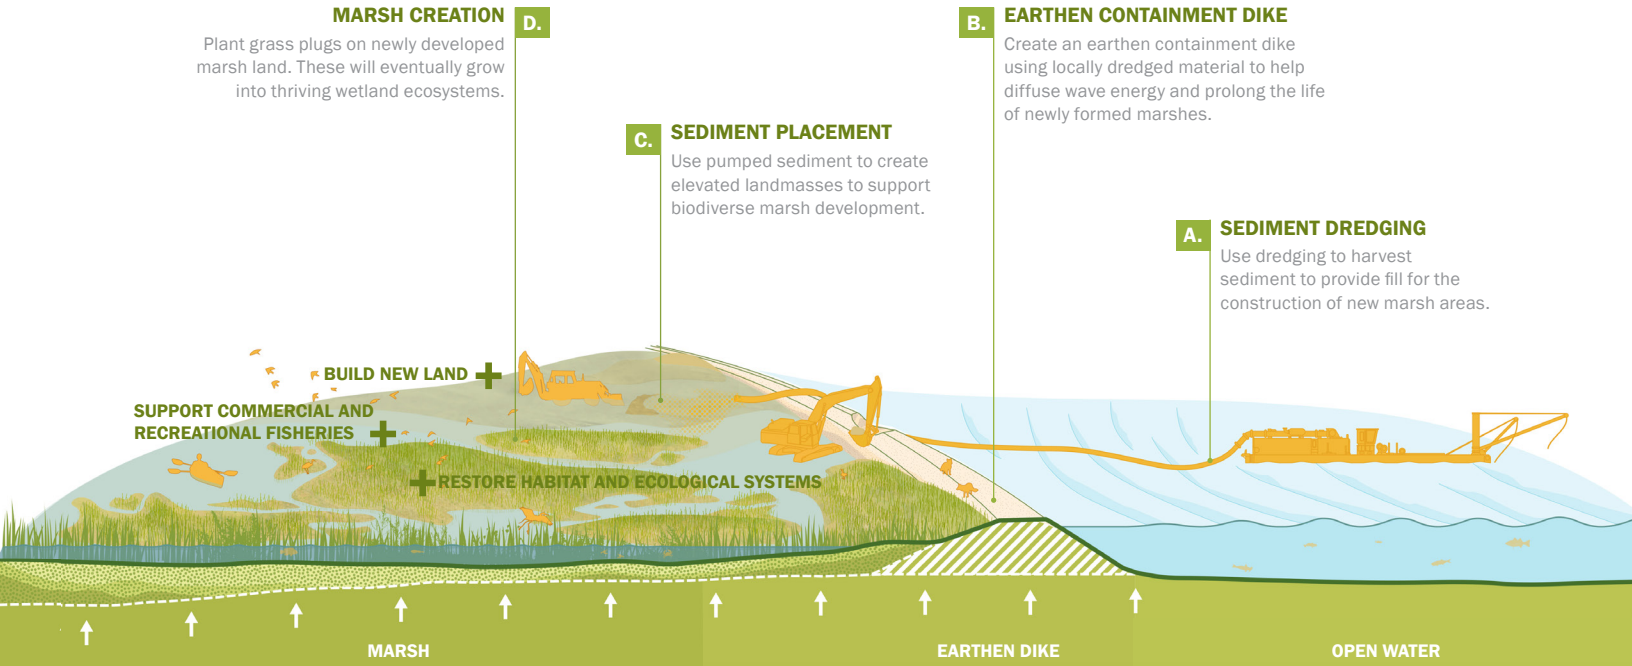 MARSH CREATION
D.
Plant grass plugs on newly developed
marsh land. These will eventually grow
into thriving wetland ecosystems.
B.
EARTHEN CONTAINMENT DIKE
Create an earthen containment dike
using locally dredged material to help
diffuse wave energy and prolong the life
of newly formed marshes.
C.
SEDIMENT PLACEMENT
Use pumped sediment to create
elevated landmasses to support
biodiverse marsh development.
A.
SEDIMENT DREDGING
Use dredging to harvest
sediment to provide fill for the
construction of new marsh areas.
BUILD NEW LAND
SUPPORT COMMERCIAL AND
RECREATIONAL FISHERIES
RESTORE HABITAT AND ECOLOGICAL SYSTEMS
MARSH
EARTHEN DIKE
OPEN WATER